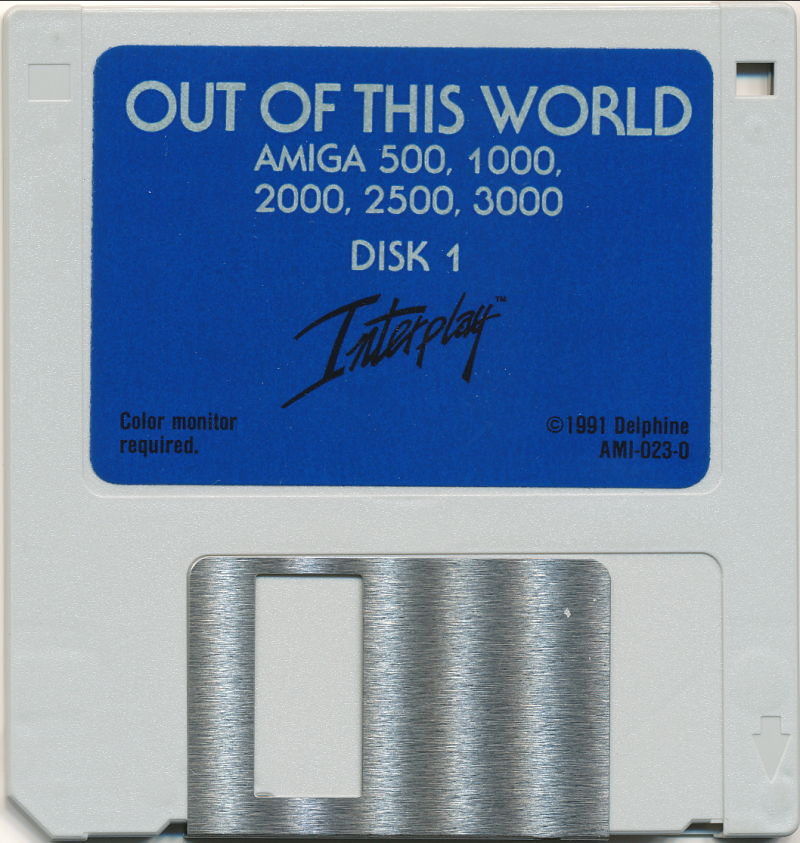 OUT OF THIS WORLD
AMIGA 500, 1000,
2000, 2500, 3000
DISK 1
Interplay™
Color monitor
required.
©1991 Delphine
AMI-023-0